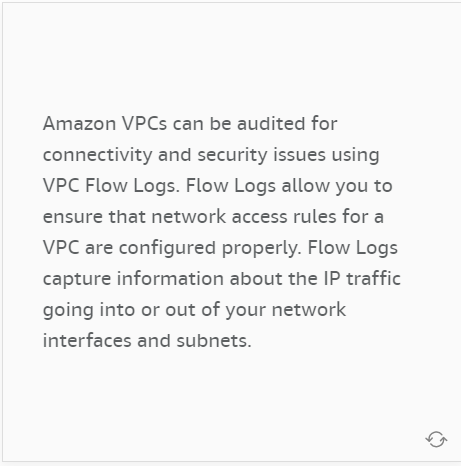 Amazon VPCs can be audited for
connectivity and security issues using
VPC Flow Logs. Flow Logs allow you to
ensure that network access rules for a
VPC are configured properly. Flow Logs
capture information about the IP traffic
going into or out of your network
interfaces and subnets.